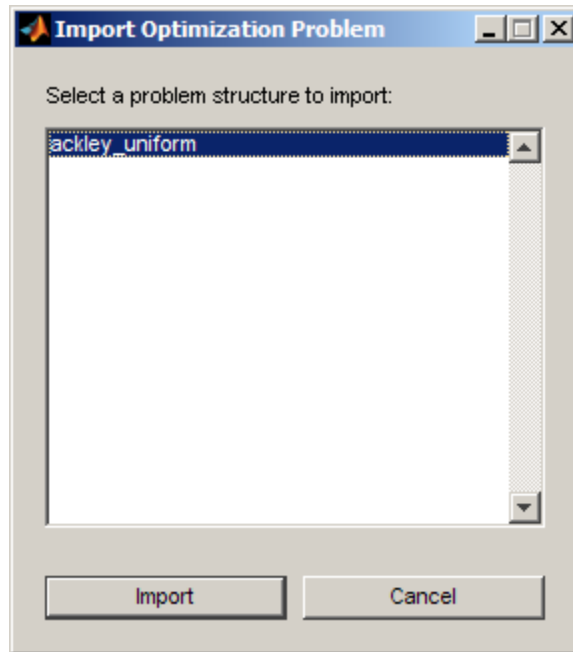 Import Optimization Problem
Select a problem structure to import:
ackley_uniform
Import Cancel